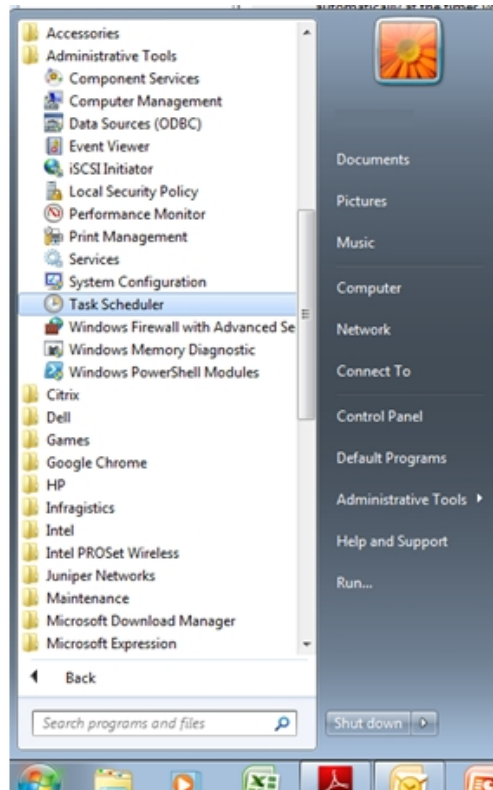 automatically at the times
Accessories
Administrative Tools
Component Services
Computer Management
Data Sources (ODBC)
Event Viewer
iSCSI Initiator
Local Security Policy
Performance Monitor
Print Management
Services
System Configuration
Task Scheduler
Windows Firewall with Advanced Se
Windows Memory Diagnostic
Windows PowerShell Modules
Citrix
Dell
Games
Google Chrome
HP
Infragistics
Intel
Intel PROSet Wireless
Juniper Networks
Maintenance
Microsoft Download Manager
Microsoft Expression
Back
Search programs and files
Documents
Pictures
Music
Computer
Network
Connect To
Control Panel
Default Programs
Administrative Tools
Help and Support
Run...
Shut down